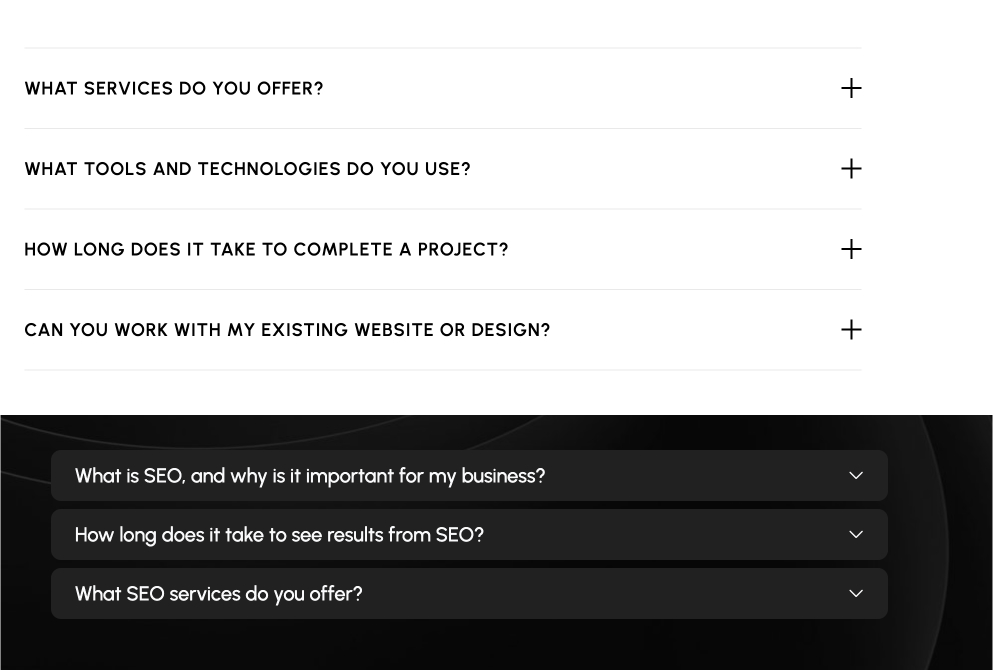 WHAT SERVICES DO YOU OFFER?
WHAT TOOLS AND TECHNOLOGIES DO YOU USE?
HOW LONG DOES IT TAKE TO COMPLETE A PROJECT?
CAN YOU WORK WITH MY EXISTING WEBSITE OR DESIGN?
What is SEO, and why is it important for my business?
How long does it take to see results from SEO?
What SEO services do you offer?